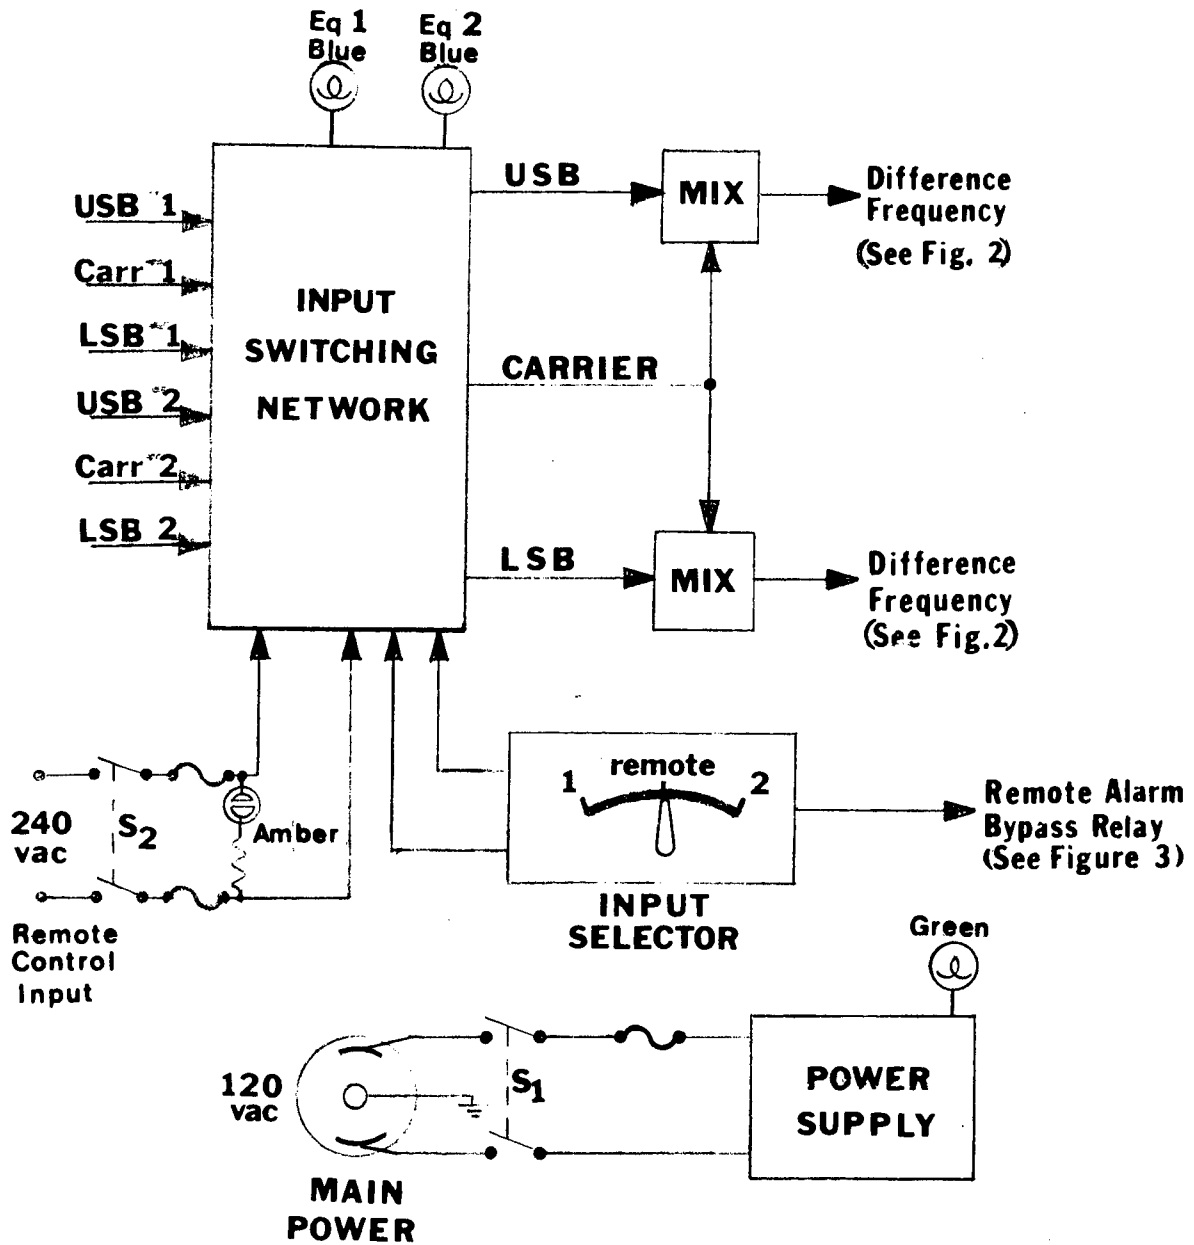 Eq 1
Blue
Eq 2
Blue
USB #1
Carr #1
LSB #1
USB #2
Carr #2
LSB 2
INPUT
SWITCHING
NETWORK
USB
CARRIER
LSB
MIX
MIX
Difference
Frequency
(See Fig. 2)
Difference
Frequency
(See Fig.2)
240
vac
S2
Amber
Remote
Control
Input
1
remote
2
INPUT
SELECTOR
Remote Alarm
Bypass Relay
(See Figure 3)
Green
120
vac
S1
POWER
SUPPLY
MAIN
POWER